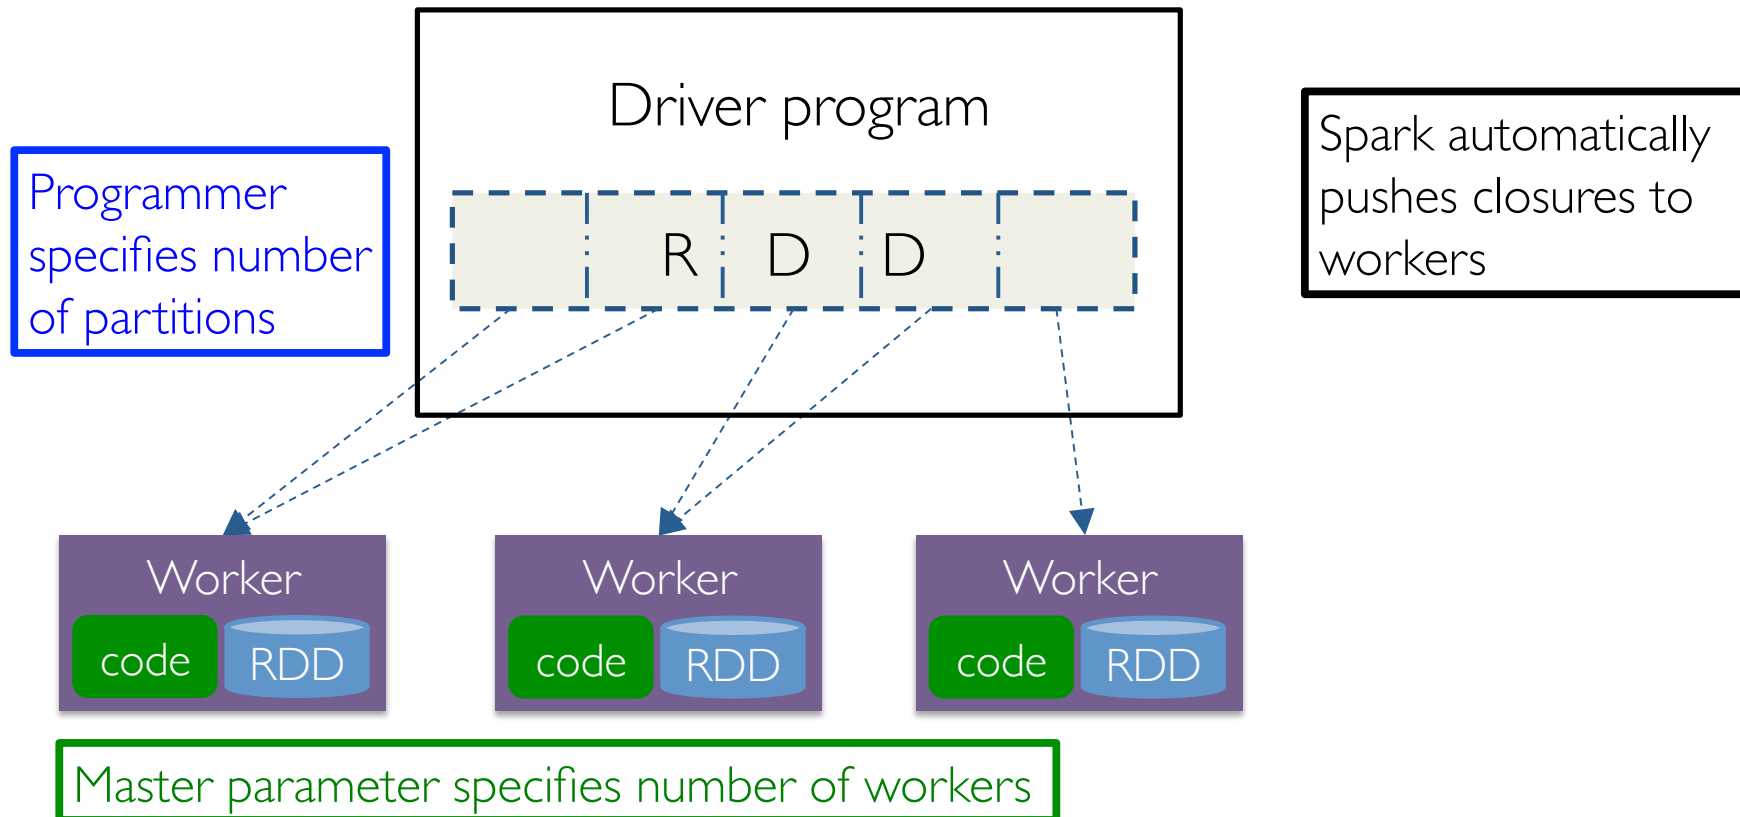 Driver program
Programmer
specifies number
of partitions
R D D
Spark automatically
pushes closures to
workers
Worker
code RDD
Worker
code RDD
Worker
code RDD
Master parameter specifies number of workers